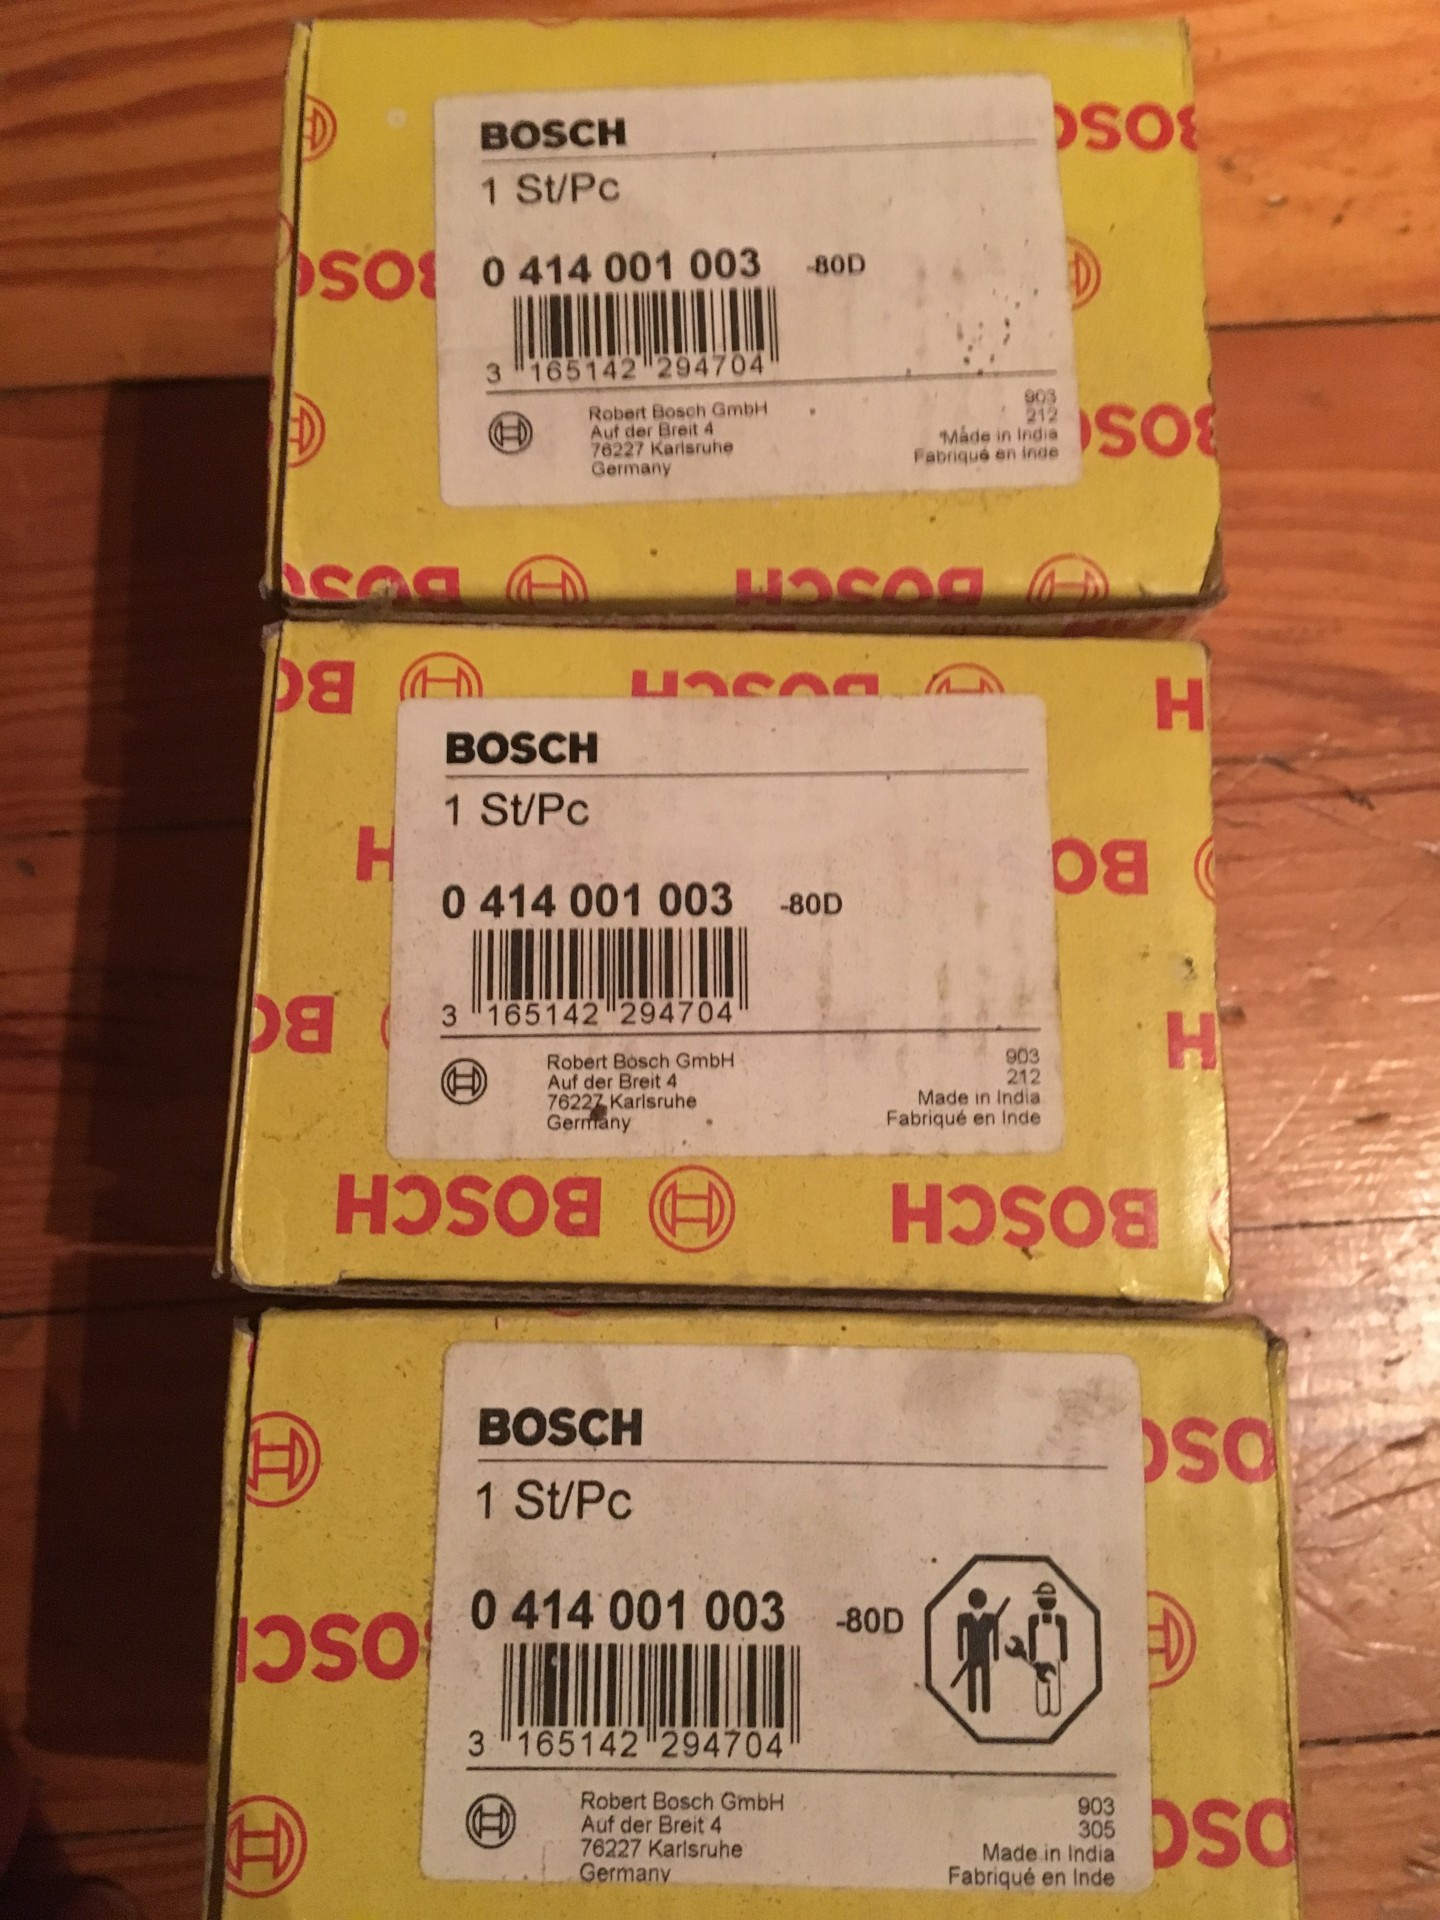 BOSCH
1 St/Pc
0 414 001 003 -80D
3 165142 294704
Robert Bosch GmbH
Auf der Breit 4
76227 Karlsruhe
Germany
903
212
Made in India
Fabriqué en Inde
BOSCH
BOSCH
1 St/Pc
0 414 001 003 -80D
3 165142 294704
Robert Bosch GmbH
Auf der Breit 4
76227 Karlsruhe
Germany
903
212
Made in India
Fabriqué en Inde
BOSCH BOSCH
BOSCH
1 St/Pc
0 414 001 003 -80D
3 165142 294704
Robert Bosch GmbH
Auf der Breit 4
76227 Karlsruhe
Germany
903
305
Made in India
Fabriqué en Inde